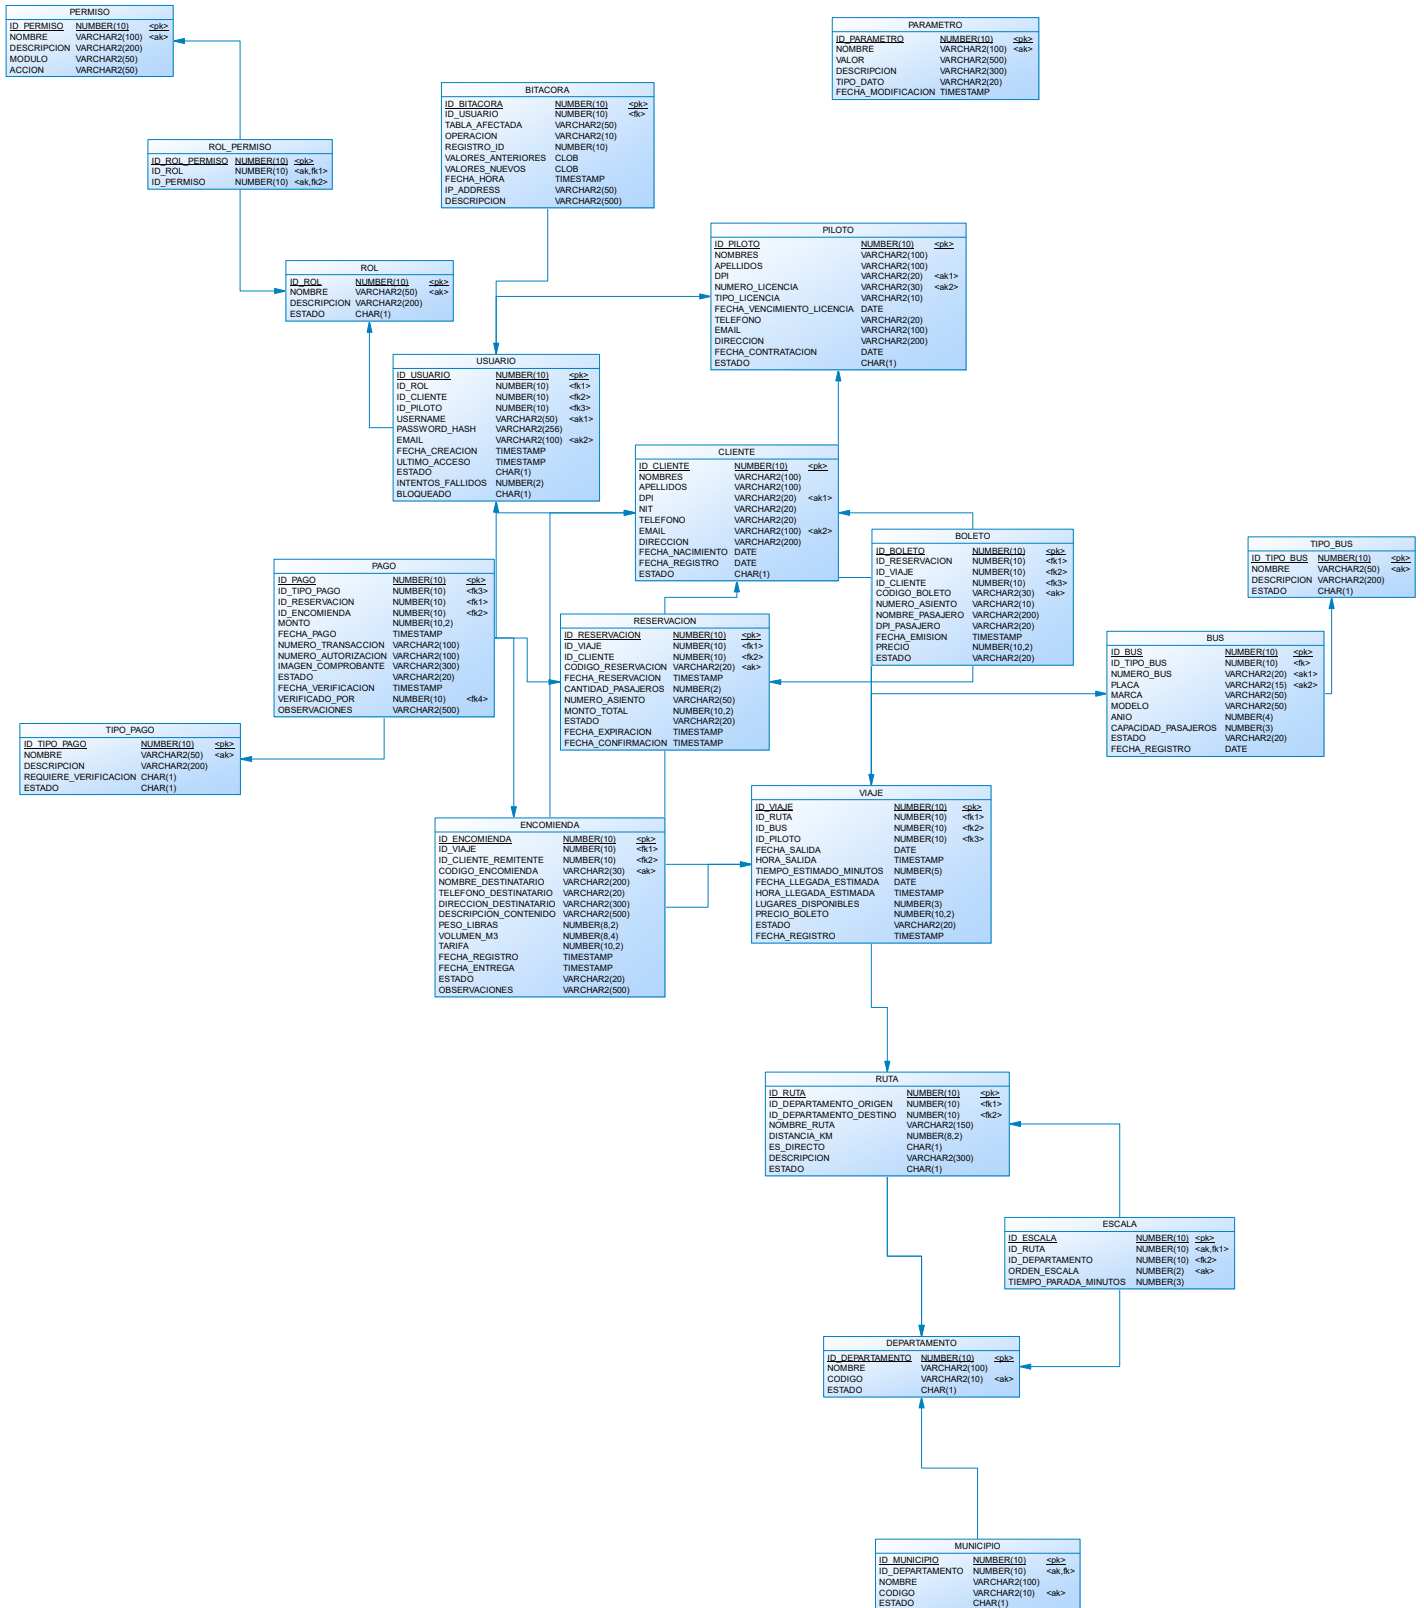 PERMISO
ID_PERMISO NUMBER(10) <pk>
NOMBRE VARCHAR2(100) <ak>
DESCRIPCION VARCHAR2(200)
MODULO VARCHAR2(50)
ACCION VARCHAR2(50)
PARAMETRO
ID_PARAMETRO NUMBER(10) <pk>
NOMBRE VARCHAR2(100) <ak>
VALOR VARCHAR2(500)
DESCRIPCION VARCHAR2(300)
TIPO_DATO VARCHAR2(20)
FECHA_MODIFICACION TIMESTAMP
BITACORA
ID_BITACORA NUMBER(10) <pk>
ID_USUARIO NUMBER(10) <fk>
TABLA_AFECTADA VARCHAR2(50)
OPERACION VARCHAR2(10)
REGISTRO_ID NUMBER(10)
VALORES_ANTERIORES CLOB
VALORES_NUEVOS CLOB
FECHA_HORA TIMESTAMP
IP_ADDRESS VARCHAR2(50)
DESCRIPCION VARCHAR2(500)
ROL_PERMISO
ID_ROL_PERMISO NUMBER(10) <pk>
ID_ROL NUMBER(10) <ak,fk1>
ID_PERMISO NUMBER(10) <ak,fk2>
PILOTO
ID_PILOTO NUMBER(10) <pk>
NOMBRES VARCHAR2(100)
APELLIDOS VARCHAR2(100)
DPI VARCHAR2(20) <ak1>
NUMERO_LICENCIA VARCHAR2(30) <ak2>
TIPO_LICENCIA VARCHAR2(10)
FECHA_VENCIMIENTO_LICENCIA DATE
TELEFONO VARCHAR2(20)
EMAIL VARCHAR2(100)
DIRECCION VARCHAR2(200)
FECHA_CONTRATACION DATE
ESTADO CHAR(1)
ROL
ID_ROL NUMBER(10) <pk>
NOMBRE VARCHAR2(50) <ak>
DESCRIPCION VARCHAR2(200)
ESTADO CHAR(1)
USUARIO
ID_USUARIO NUMBER(10) <pk>
ID_ROL NUMBER(10) <fk1>
ID_CLIENTE NUMBER(10) <fk2>
ID_PILOTO NUMBER(10) <fk3>
USERNAME VARCHAR2(50) <ak1>
PASSWORD_HASH VARCHAR2(256)
EMAIL VARCHAR2(100) <ak2>
FECHA_CREACION TIMESTAMP
ULTIMO_ACCESO TIMESTAMP
ESTADO CHAR(1)
INTENTOS_FALLIDOS NUMBER(2)
BLOQUEADO CHAR(1)
CLIENTE
ID_CLIENTE NUMBER(10) <pk>
NOMBRES VARCHAR2(100)
APELLIDOS VARCHAR2(100)
DPI VARCHAR2(20) <ak1>
NIT VARCHAR2(20)
TELEFONO VARCHAR2(20)
EMAIL VARCHAR2(100) <ak2>
DIRECCION VARCHAR2(200)
FECHA_NACIMIENTO DATE
FECHA_REGISTRO DATE
ESTADO CHAR(1)
BOLETO
ID_BOLETO NUMBER(10) <pk>
ID_RESERVACION NUMBER(10) <fk1>
ID_VIAJE NUMBER(10) <fk2>
ID_CLIENTE NUMBER(10) <fk3>
CODIGO_BOLETO VARCHAR2(30) <ak>
NUMERO_ASIENTO VARCHAR2(10)
NOMBRE_PASAJERO VARCHAR2(200)
DPI_PASAJERO VARCHAR2(20)
FECHA_EMISION TIMESTAMP
PRECIO NUMBER(10,2)
ESTADO VARCHAR2(20)
TIPO_BUS
ID_TIPO_BUS NUMBER(10) <pk>
NOMBRE VARCHAR2(50) <ak>
DESCRIPCION VARCHAR2(200)
ESTADO CHAR(1)
PAGO
ID_PAGO NUMBER(10) <pk>
ID_TIPO_PAGO NUMBER(10) <fk3>
ID_RESERVACION NUMBER(10) <fk1>
ID_ENCOMIENDA NUMBER(10) <fk2>
MONTO NUMBER(10,2)
FECHA_PAGO TIMESTAMP
NUMERO_TRANSACCION VARCHAR2(100)
NUMERO_AUTORIZACION VARCHAR2(100)
IMAGEN_COMPROBANTE VARCHAR2(300)
ESTADO VARCHAR2(20)
FECHA_VERIFICACION TIMESTAMP
VERIFICADO_POR NUMBER(10) <fk4>
OBSERVACIONES VARCHAR2(500)
RESERVACION
ID_RESERVACION NUMBER(10) <pk>
ID_VIAJE NUMBER(10) <fk1>
ID_CLIENTE NUMBER(10) <fk2>
CODIGO_RESERVACION VARCHAR2(20) <ak>
FECHA_RESERVACION TIMESTAMP
CANTIDAD_PASAJEROS NUMBER(2)
NUMERO_ASIENTO VARCHAR2(50)
MONTO_TOTAL NUMBER(10,2)
ESTADO VARCHAR2(20)
FECHA_EXPIRACION TIMESTAMP
FECHA_CONFIRMACION TIMESTAMP
BUS
ID_BUS NUMBER(10) <pk>
ID_TIPO_BUS NUMBER(10) <fk>
NUMERO_BUS VARCHAR2(20) <ak1>
PLACA VARCHAR2(15) <ak2>
MARCA VARCHAR2(50)
MODELO VARCHAR2(50)
ANIO NUMBER(4)
CAPACIDAD_PASAJEROS NUMBER(3)
ESTADO VARCHAR2(20)
FECHA_REGISTRO DATE
TIPO_PAGO
ID_TIPO_PAGO NUMBER(10) <pk>
NOMBRE VARCHAR2(50) <ak>
DESCRIPCION VARCHAR2(200)
REQUIERE_VERIFICACION CHAR(1)
ESTADO CHAR(1)
VIAJE
ID_VIAJE NUMBER(10) <pk>
ID_RUTA NUMBER(10) <fk1>
ID_BUS NUMBER(10) <fk2>
ID_PILOTO NUMBER(10) <fk3>
FECHA_SALIDA DATE
HORA_SALIDA TIMESTAMP
TIEMPO_ESTIMADO_MINUTOS NUMBER(5)
FECHA_LLEGADA_ESTIMADA DATE
HORA_LLEGADA_ESTIMADA TIMESTAMP
LUGARES_DISPONIBLES NUMBER(3)
PRECIO_BOLETO NUMBER(10,2)
ESTADO VARCHAR2(20)
FECHA_REGISTRO TIMESTAMP
ENCOMIENDA
ID_ENCOMIENDA NUMBER(10) <pk>
ID_VIAJE NUMBER(10) <fk1>
ID_CLIENTE_REMITENTE NUMBER(10) <fk2>
CODIGO_ENCOMIENDA VARCHAR2(30) <ak>
NOMBRE_DESTINATARIO VARCHAR2(200)
TELEFONO_DESTINATARIO VARCHAR2(20)
DIRECCION_DESTINATARIO VARCHAR2(300)
DESCRIPCION_CONTENIDO VARCHAR2(500)
PESO_LIBRAS NUMBER(8,2)
VOLUMEN_M3 NUMBER(8,4)
TARIFA NUMBER(10,2)
FECHA_REGISTRO TIMESTAMP
FECHA_ENTREGA TIMESTAMP
ESTADO VARCHAR2(20)
OBSERVACIONES VARCHAR2(500)
RUTA
ID_RUTA NUMBER(10) <pk>
ID_DEPARTAMENTO_ORIGEN NUMBER(10) <fk1>
ID_DEPARTAMENTO_DESTINO NUMBER(10) <fk2>
NOMBRE_RUTA VARCHAR2(150)
DISTANCIA_KM NUMBER(8,2)
ES_DIRECTO CHAR(1)
DESCRIPCION VARCHAR2(300)
ESTADO CHAR(1)
ESCALA
ID_ESCALA NUMBER(10) <pk>
ID_RUTA NUMBER(10) <ak,fk1>
ID_DEPARTAMENTO NUMBER(10) <fk2>
ORDEN_ESCALA NUMBER(2) <ak>
TIEMPO_PARADA_MINUTOS NUMBER(3)
DEPARTAMENTO
ID_DEPARTAMENTO NUMBER(10) <pk>
NOMBRE VARCHAR2(100)
CODIGO VARCHAR2(10) <ak>
ESTADO CHAR(1)
MUNICIPIO
ID_MUNICIPIO NUMBER(10) <pk>
ID_DEPARTAMENTO NUMBER(10) <ak,fk>
NOMBRE VARCHAR2(100)
CODIGO VARCHAR2(10) <ak>
ESTADO CHAR(1)